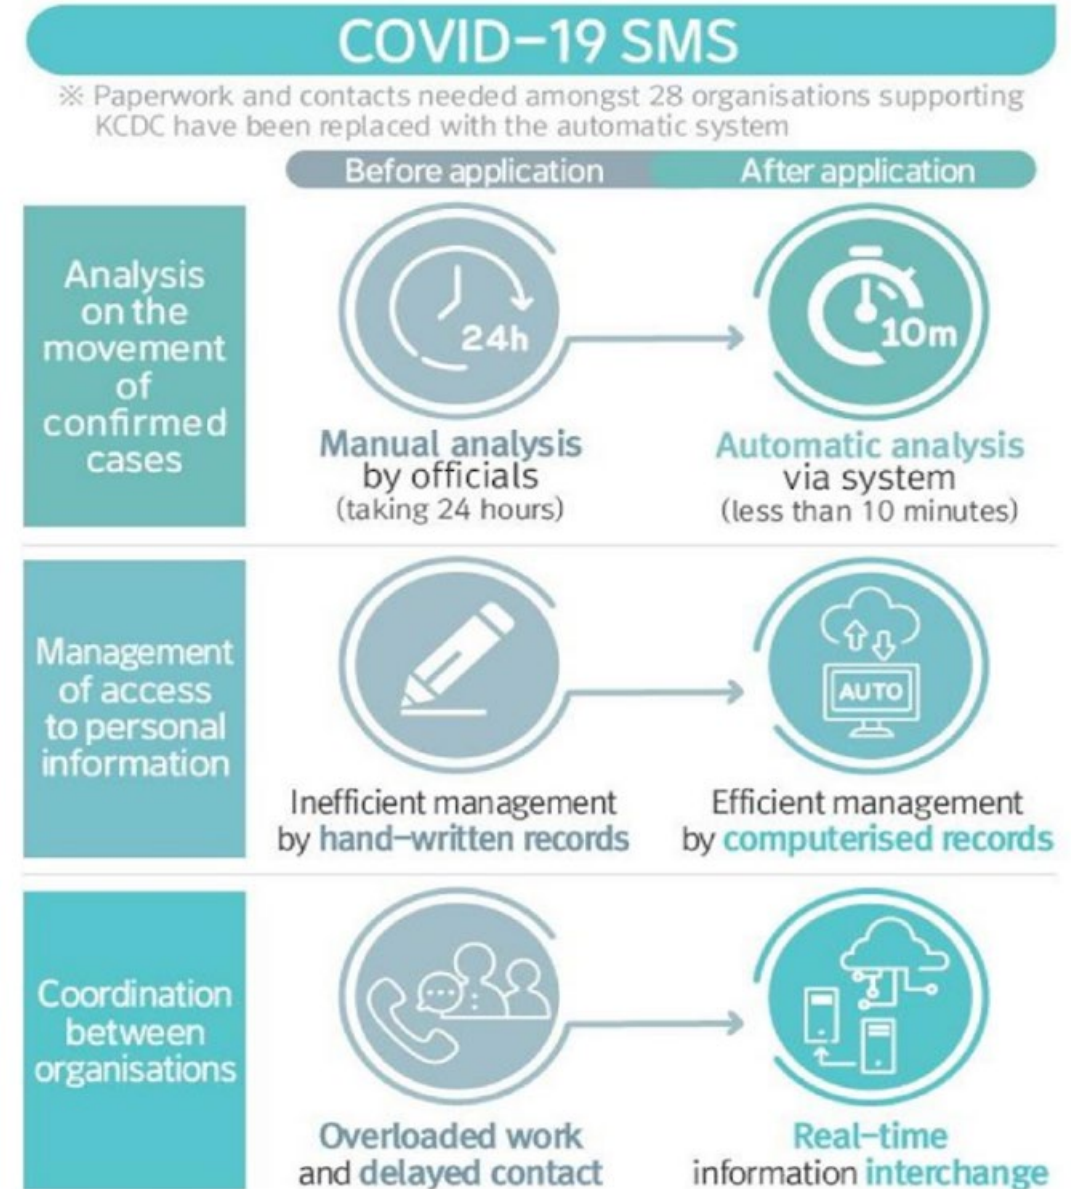 COVID-19 SMS
※ Paperwork and contacts needed amongst 28 organisations supporting
KCDC have been replaced with the automatic system
Before application
After application
Analysis
on the
movement
of
confirmed
cases
24h
Manual analysis
by officials
(taking 24 hours)
10m
Automatic analysis
via system
(less than 10 minutes)
Management
of access
to personal
information
Inefficient management
by hand-written records
AUTO
Efficient management
by computerised records
Coordination
between
organisations
Overloaded work
and delayed contact
Real-time
information interchange